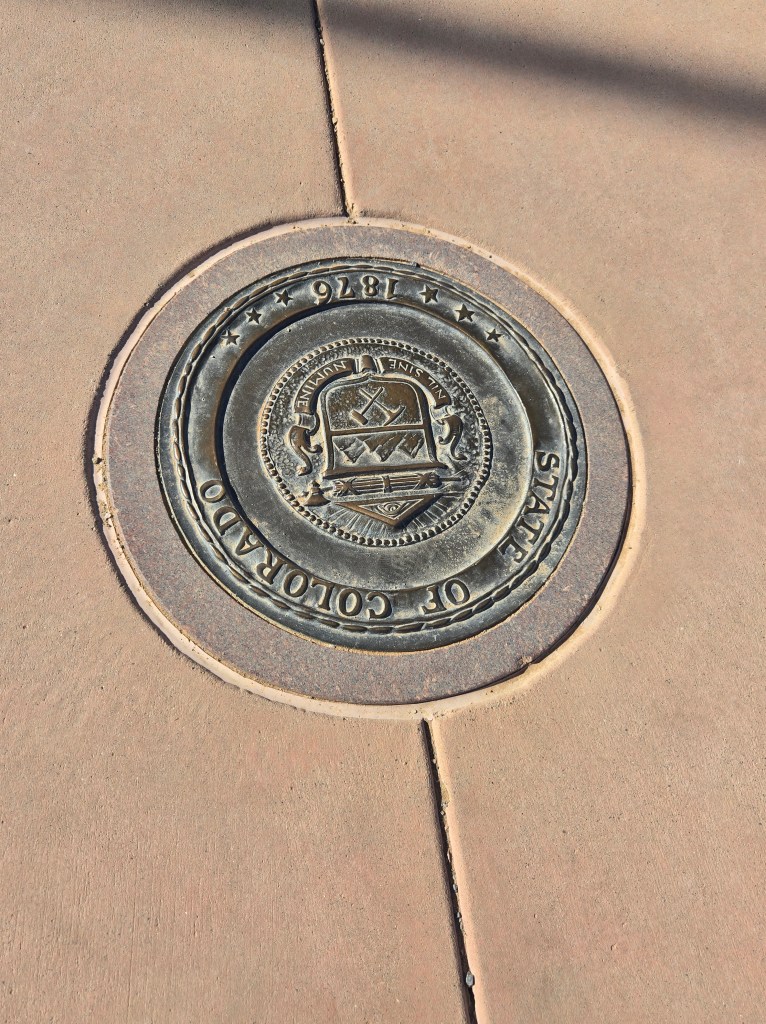 STATE OF COLORADO
NIL SINE NUMINE
1876